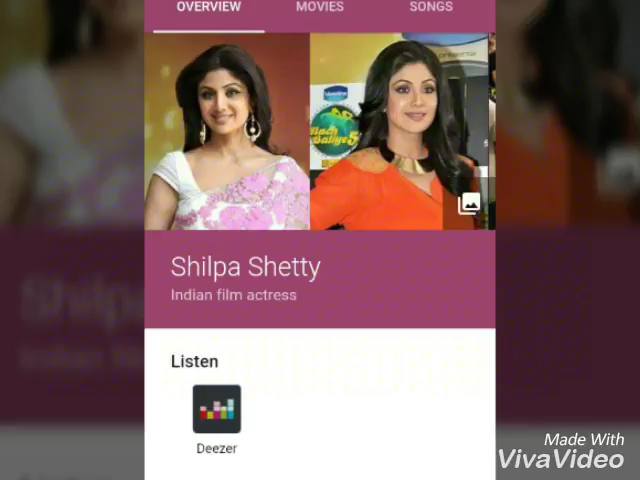 OVERVIEW MOVIES SONGS
Nach
Baliye 5
Shilpa Shetty
Indian film actress
Listen
Deezer
Made With
VivaVideo